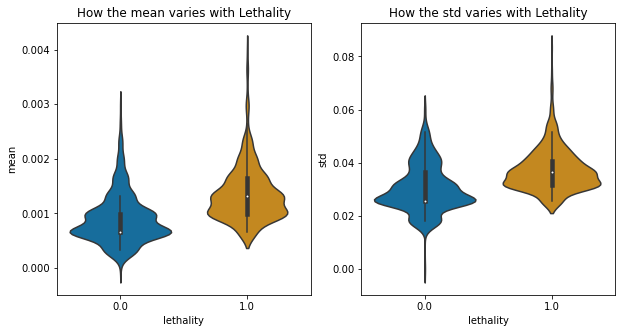 How the mean varies with Lethality
0.004
0.003
0.002
0.001
0.000
mean
0.0
1.0
lethality
How the std varies with Lethality
0.08
0.06
0.04
0.02
0.00
std
0.0
1.0
lethality